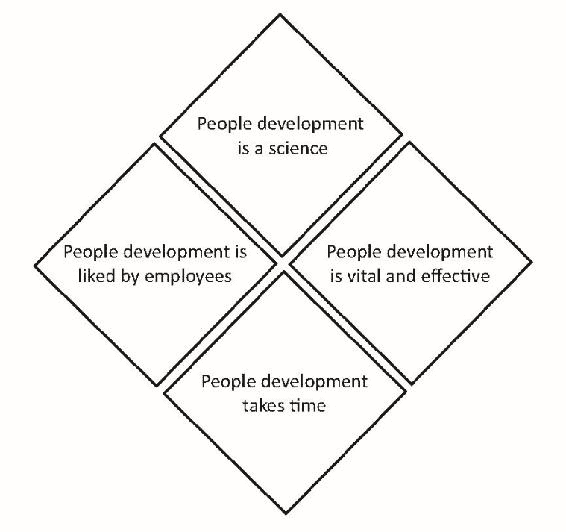 People development
is a science
People development is
liked by employees
People development
is vital and effective
People development
takes time